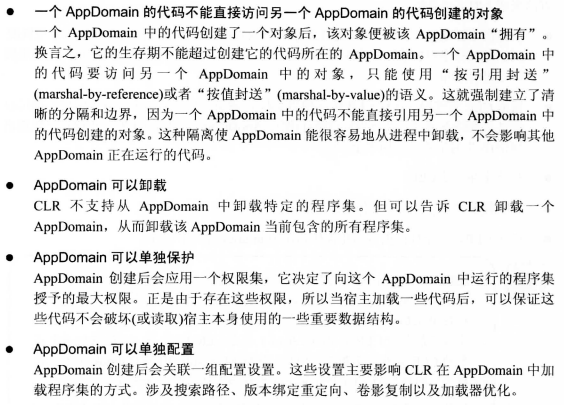 ● 一个 AppDomain 的代码不能直接访问另一个 AppDomain 的代码创建的对象
一个 AppDomain 中的代码创建了一个对象后，该对象便被该 AppDomain“拥有”。
换言之，它的生存期不能超过创建它的代码所在的 AppDomain。一个 AppDomain 中
的代码要访问另一个 AppDomain 中的对象，只能使用“按引用封送”
(marshal-by-reference)或者“按值封送”(marshal-by-value)的语义。这就强制建立了清
晰的分隔和边界，因为一个 AppDomain 中的代码不能直接引用另一个 AppDomain 中
的代码创建的对象。这种隔离使 AppDomain 能很容易地从进程中卸载，不会影响其他
AppDomain 正在运行的代码。
● AppDomain 可以卸载
CLR 不支持从 AppDomain 中卸载特定的程序集。但可以告诉 CLR 卸载一个
AppDomain，从而卸载该 AppDomain 当前包含的所有程序集。
● AppDomain 可以单独保护
AppDomain 创建后会应用一个权限集，它决定了向这个 AppDomain 中运行的程序集
授予的最大权限。正是由于存在这些权限，所以当宿主加载一些代码后，可以保证这
些代码不会破坏(或读取)宿主本身使用的一些重要数据结构。
● AppDomain 可以单独配置
AppDomain 创建后会关联一组配置设置。这些设置主要影响 CLR 在 AppDomain 中加
载程序集的方式。涉及搜索路径、版本绑定重定向、卷影复制以及加载器优化。